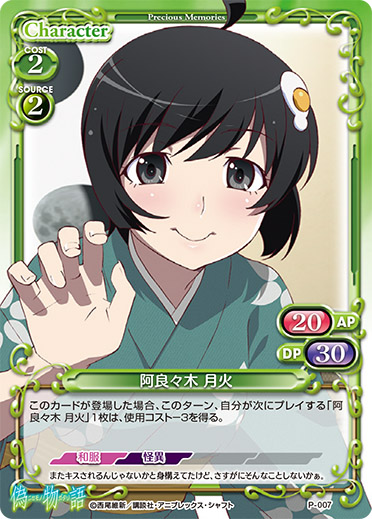 Precious Memories
Character
COST
2
SOURCE
2
20 AP
DP 30
阿良々木 月火
このカードが登場した場合、このターン、自分が次にプレイする「阿
良々木 月火」1枚は、使用コスト－3を得る。
和服 怪異
またキスされるんじゃないかと身構えてたけど、さすがにそんなことしないかぁ。
偽物語
©西尾維新／講談社・アニプレックス・シャフト
P-007